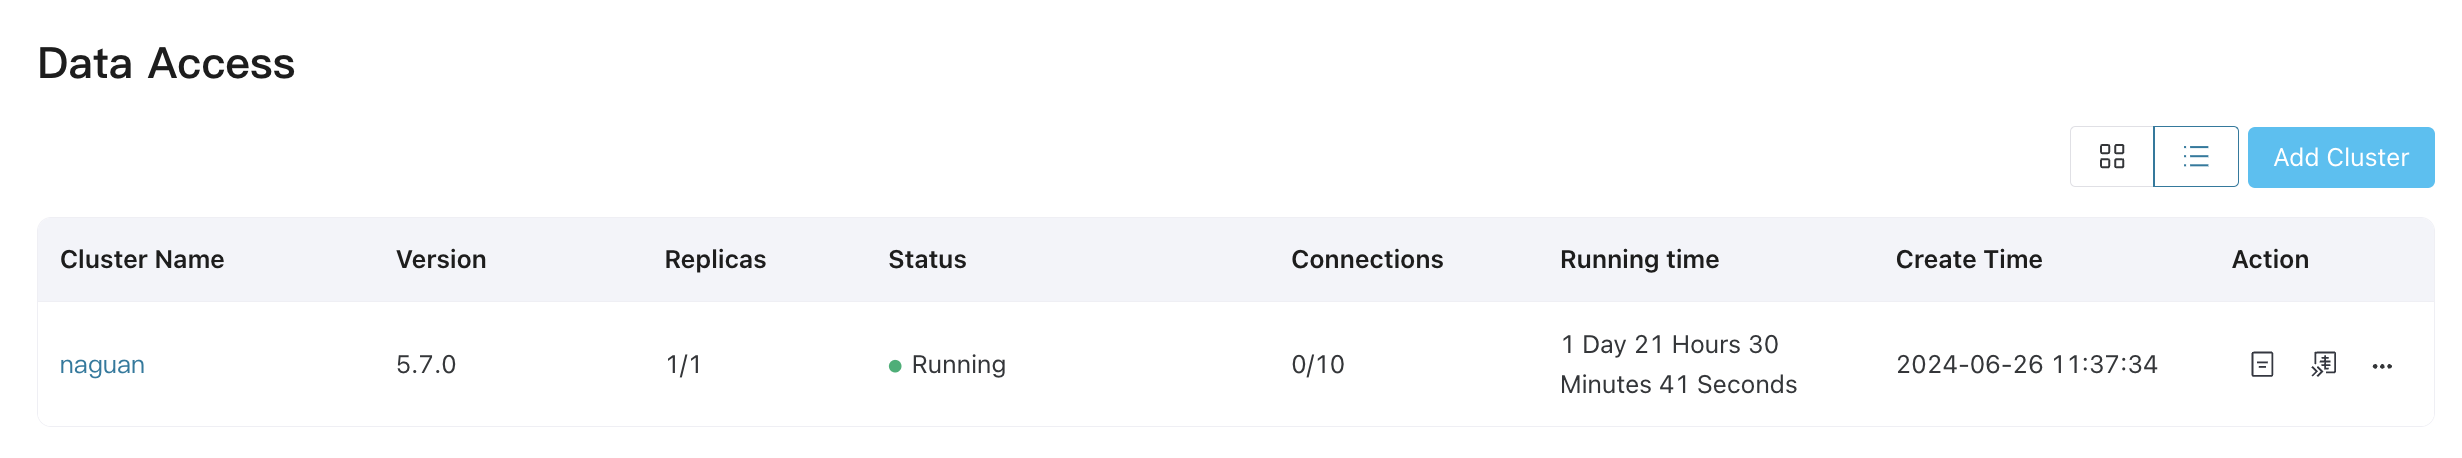 Data Access
Add Cluster
Cluster Name Version Replicas Status Connections Running time Create Time Action
naguan 5.7.0 1/1 Running 0/10 1 Day 21 Hours 30 2024-06-26 11:37:34
Minutes 41 Seconds